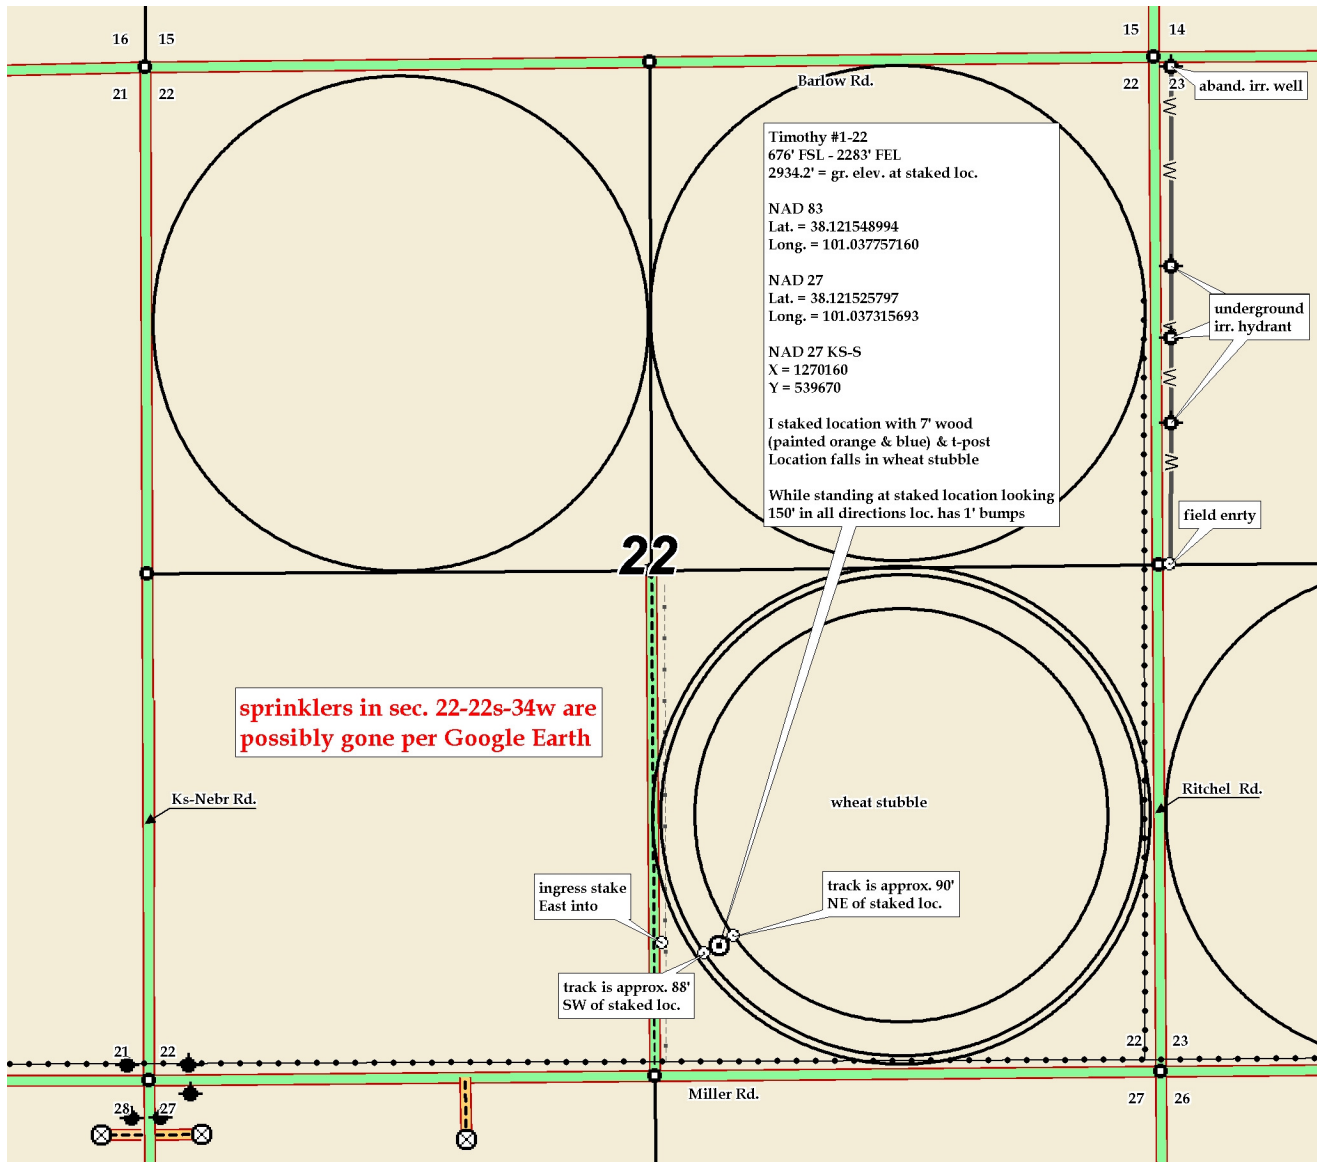 16 15
15 14
21 22
Barlow Rd.
22 23
aband. irr. well
Timothy #1-22
676' FSL - 2283' FEL
2934.2' = gr. elev. at staked loc.
NAD 83
Lat. = 38.121548994
Long. = 101.037757160
NAD 27
Lat. = 38.121525797
Long. = 101.037315693
NAD 27 KS-S
X = 1270160
Y = 539670
I staked location with 7' wood
(painted orange & blue) & t-post
Location falls in wheat stubble
While standing at staked location looking
150' in all directions loc. has 1' bumps
underground
irr. hydrant
field enrty
22
sprinklers in sec. 22-22s-34w are
possibly gone per Google Earth
Ks-Nebr Rd.
wheat stubble
Ritchel Rd.
ingress stake
East into
track is approx. 90'
NE of staked loc.
track is approx. 88'
SW of staked loc.
21 22
22 23
Miller Rd.
28 27
27 26